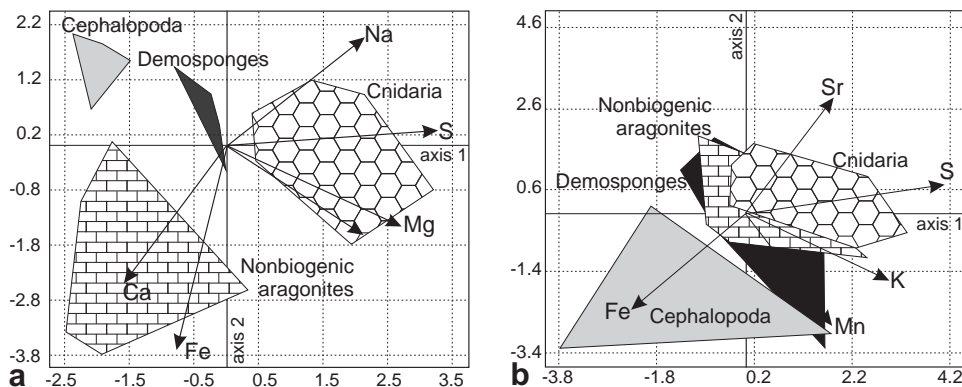 Cephalopoda
Demosponges
Na
Cnidaria
S
axis 1
Mg
Ca
Nonbiogenic
aragonites
Fe
axis 2
2.2
1.2
0.2
-0.8
-1.8
-2.8
-3.8
-2.5
-1.5
-0.5
0.5
1.5
2.5
3.5
a
4.6
2.6
0.6
-1.4
-3.4
axis 2
Sr
Nonbiogenic
aragonites
Cnidaria
S
Demosponges
axis 1
K
Fe
Cephalopoda
Mn
-3.8
-1.8
0.2
2.2
4.2
b